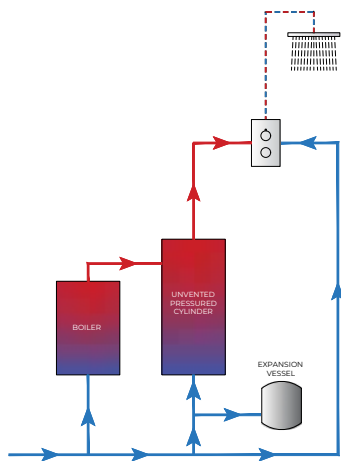 UNVENTED
PRESSURED
CYLINDER
BOILER
EXPANSION
VESSEL